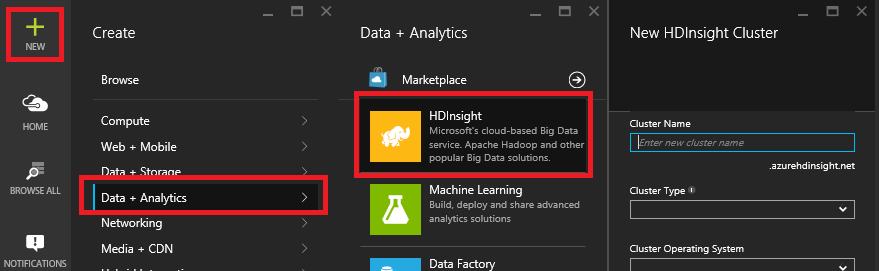 NEW
HOME
BROWSE ALL
NOTIFICATIONS
Create
Browse
Compute
Web + Mobile
Data + Storage
Data + Analytics
Networking
Media + CDN
Data + Analytics
Marketplace
HDInsight
Microsoft's cloud-based Big Data
service. Apache Hadoop and other
popular Big Data solutions.
Machine Learning
Build, deploy and share advanced
analytics solutions
Data Factory
New HDInsight Cluster
Cluster Name
Enter new cluster name
.azurehdinsight.net
Cluster Type
Cluster Operating System